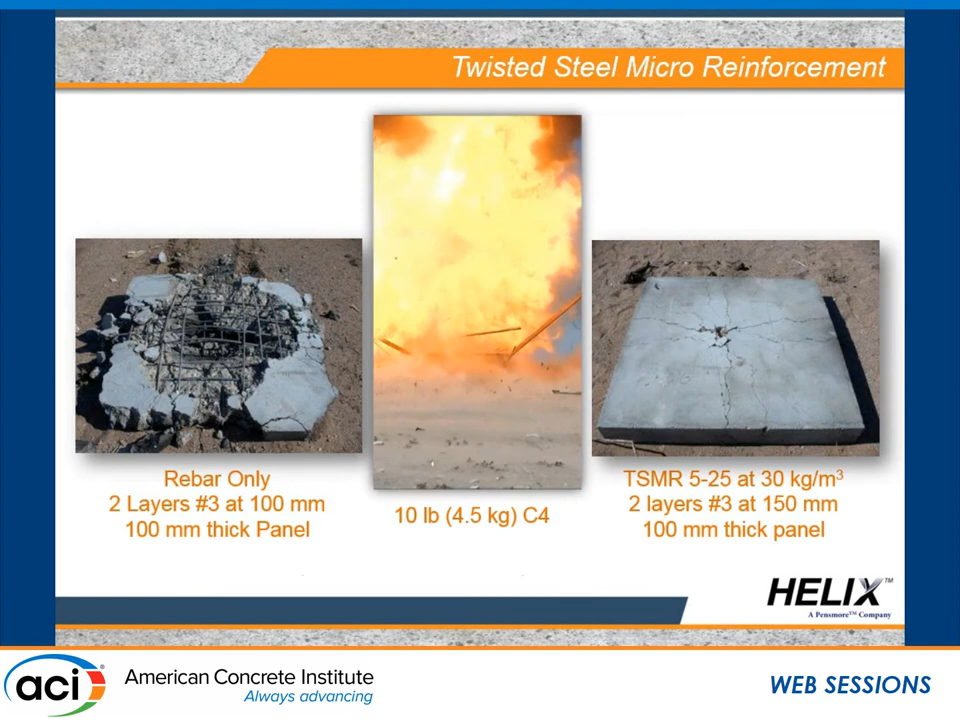 Twisted Steel Micro Reinforcement
Rebar Only
2 Layers #3 at 100 mm
100 mm thick Panel
10 lb (4.5 kg) C4
TSMR 5-25 at 30 kg/m³
2 layers #3 at 150 mm
100 mm thick panel
HELIX™
A Pensmore™ Company
aci®
American Concrete Institute
Always advancing
WEB SESSIONS